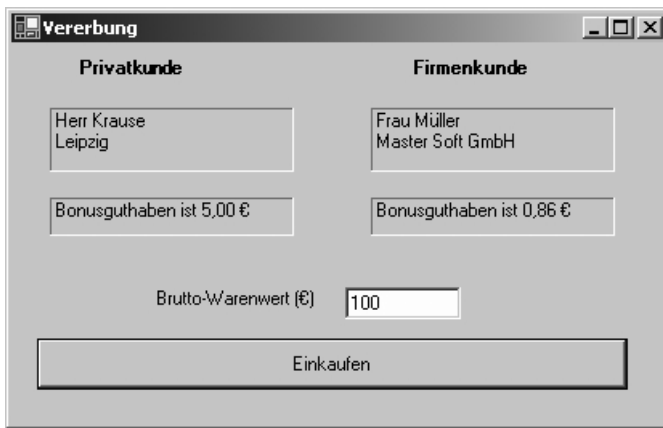 Vererbung
Privatkunde
Firmenkunde
Herr Krause
Leipzig
Frau Müller
Master Soft GmbH
Bonusguthaben ist 5,00 €
Bonusguthaben ist 0,86 €
Brutto-Warenwert (€)
100
Einkaufen